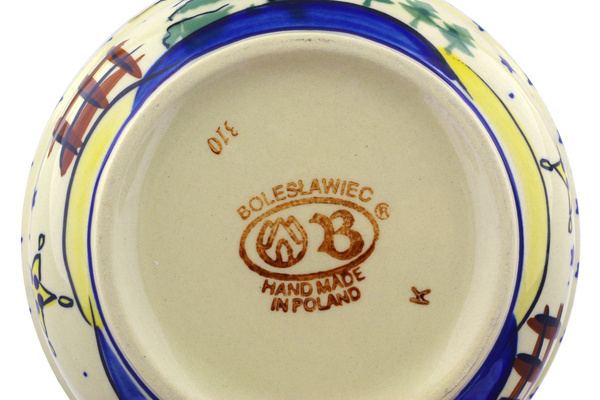 310
BOLESŁAWIEC ®
B
HAND MADE
IN POLAND
K